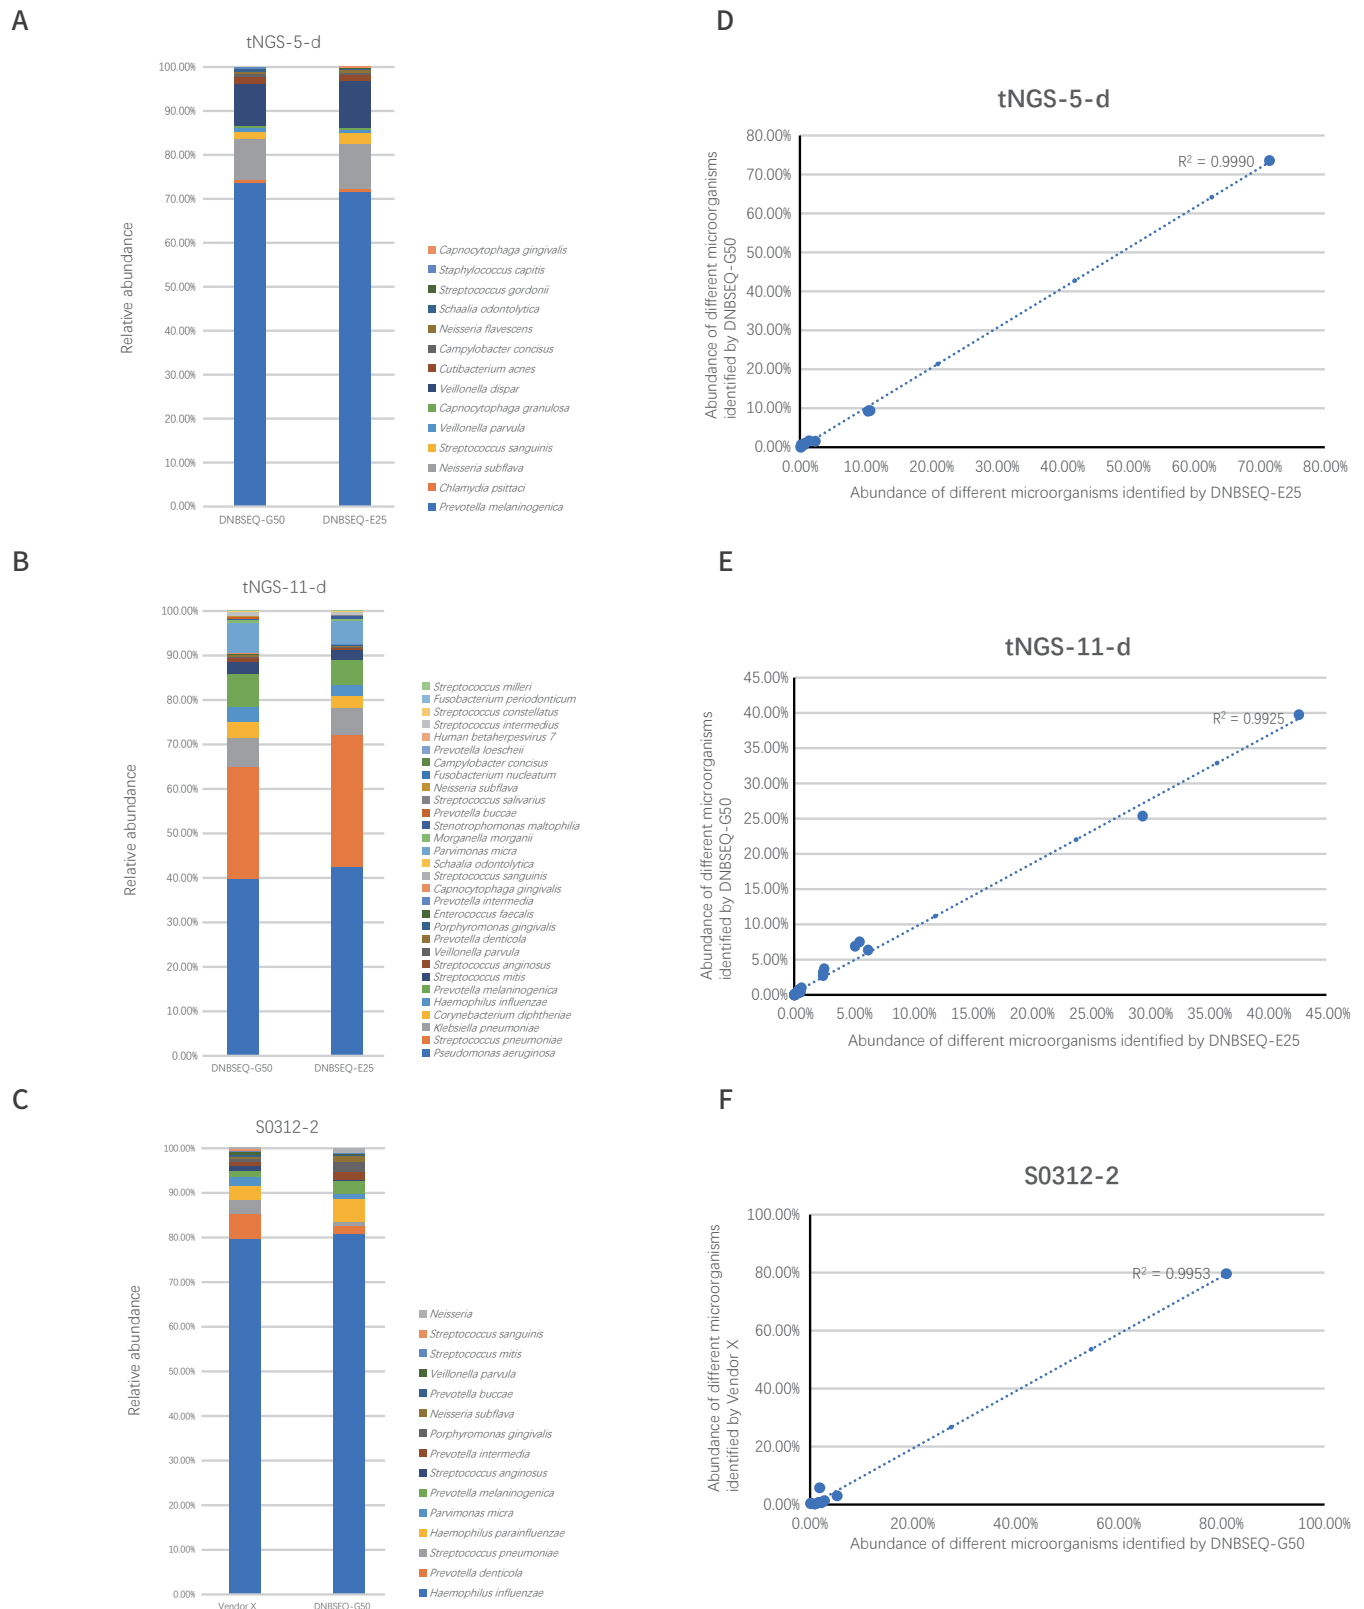 A
tNGS-5-d
100.00%
90.00%
80.00%
70.00%
60.00%
50.00%
40.00%
30.00%
20.00%
10.00%
0.00%
Relative abundance
DNBSEQ-G50
DNBSEQ-E25
Capnocytophaga gingivalis
Staphylococcus capitis
Streptococcus gordonii
Schaalia odontolytica
Neisseria flavescens
Campylobacter concisus
Cutibacterium acnes
Veillonella dispar
Capnocytophaga granulosa
Veillonella parvula
Streptococcus sanguinis
Neisseria subflava
Chlamydia psittaci
Prevotella melaninogenica
D
tNGS-5-d
80.00%
70.00%
60.00%
50.00%
40.00%
30.00%
20.00%
10.00%
0.00%
Abundance of different microorganisms
identified by DNBSEQ-G50
R² = 0.9990
0.00% 10.00% 20.00% 30.00% 40.00% 50.00% 60.00% 70.00% 80.00%
Abundance of different microorganisms identified by DNBSEQ-E25
B
tNGS-11-d
100.00%
90.00%
80.00%
70.00%
60.00%
50.00%
40.00%
30.00%
20.00%
10.00%
0.00%
Relative abundance
DNBSEQ-G50
DNBSEQ-E25
Streptococcus milleri
Fusobacterium periodonticum
Streptococcus constellatus
Streptococcus intermedius
Human betaherpesvirus 7
Prevotella loescheii
Campylobacter concisus
Fusobacterium nucleatum
Neisseria subflava
Streptococcus salivarius
Prevotella buccae
Stenotrophomonas maltophilia
Morganella morganii
Parvimonas micra
Schaalia odontolytica
Streptococcus sanguinis
Capnocytophaga gingivalis
Prevotella intermedia
Enterococcus faecalis
Porphyromonas gingivalis
Prevotella denticola
Veillonella parvula
Streptococcus anginosus
Streptococcus mitis
Prevotella melaninogenica
Haemophilus influenzae
Corynebacterium diphtheriae
Klebsiella pneumoniae
Streptococcus pneumoniae
Pseudomonas aeruginosa
E
tNGS-11-d
45.00%
40.00%
35.00%
30.00%
25.00%
20.00%
15.00%
10.00%
5.00%
0.00%
Abundance of different microorganisms
identified by DNBSEQ-G50
R² = 0.9925
0.00% 5.00% 10.00% 15.00% 20.00% 25.00% 30.00% 35.00% 40.00% 45.00%
Abundance of different microorganisms identified by DNBSEQ-E25
C
S0312-2
100.00%
90.00%
80.00%
70.00%
60.00%
50.00%
40.00%
30.00%
20.00%
10.00%
0.00%
Relative abundance
Vendor X
DNBSEQ-G50
Neisseria
Streptococcus sanguinis
Streptococcus mitis
Veillonella parvula
Prevotella buccae
Neisseria subflava
Porphyromonas gingivalis
Prevotella intermedia
Streptococcus anginosus
Prevotella melaninogenica
Parvimonas micra
Haemophilus parainfluenzae
Streptococcus pneumoniae
Prevotella denticola
Haemophilus influenzae
F
S0312-2
100.00%
80.00%
60.00%
40.00%
20.00%
0.00%
Abundance of different microorganisms
identified by Vendor X
R² = 0.9953
0.00% 20.00% 40.00% 60.00% 80.00% 100.00%
Abundance of different microorganisms identified by DNBSEQ-G50